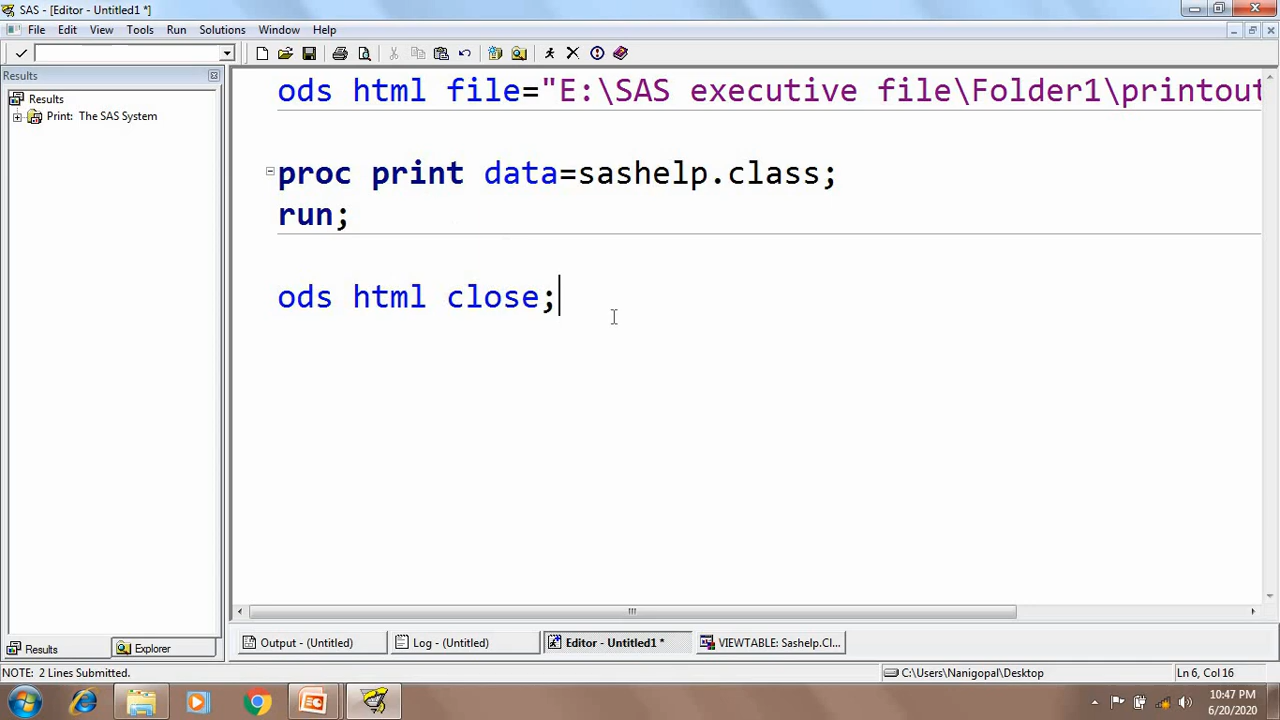 SAS - [Editor - Untitled1 *]
File Edit View Tools Run Solutions Window Help
Results
Results
Print: The SAS System
ods html file="E:\SAS executive file\Folder1\printout
proc print data=sashelp.class;
run;
ods html close;
Results Explorer
Output - (Untitled) Log - (Untitled) Editor - Untitled1 * VIEWTABLE: Sashelp.Cl...
NOTE: 2 Lines Submitted. C:\Users\Nanigopal\Desktop Ln 6, Col 16
10:47 PM
6/20/2020